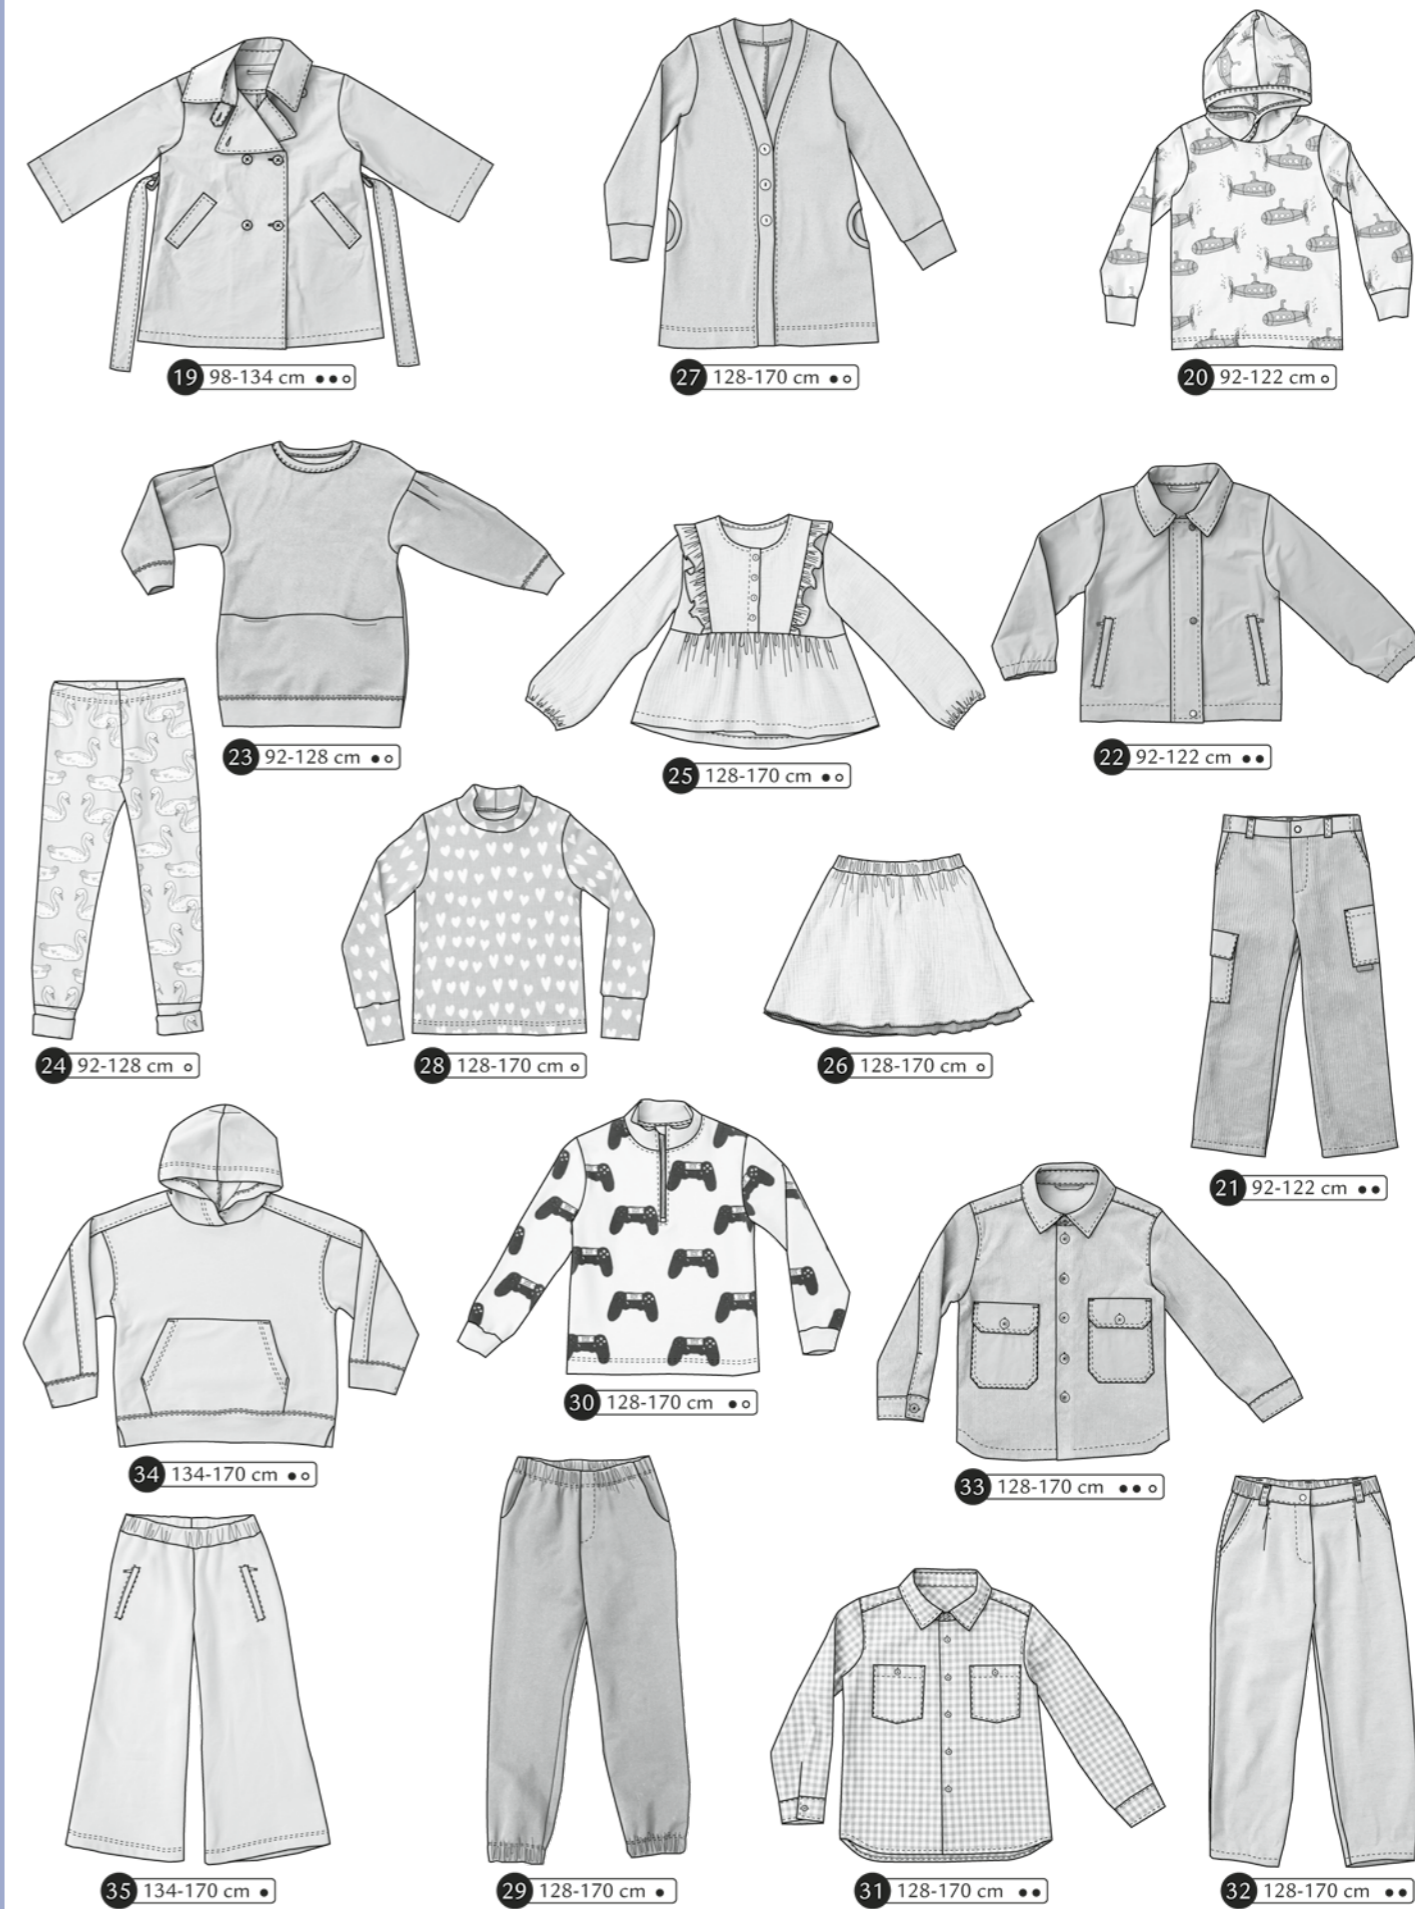 19 98-134 cm ●●○
27 128-170 cm ●○
20 92-122 cm ○
23 92-128 cm ●○
25 128-170 cm ●○
22 92-122 cm ●●
24 92-128 cm ○
28 128-170 cm ○
26 128-170 cm ○
21 92-122 cm ●●
34 134-170 cm ●○
30 128-170 cm ●○
33 128-170 cm ●●○
35 134-170 cm ●
29 128-170 cm ●
31 128-170 cm ●●
32 128-170 cm ●●